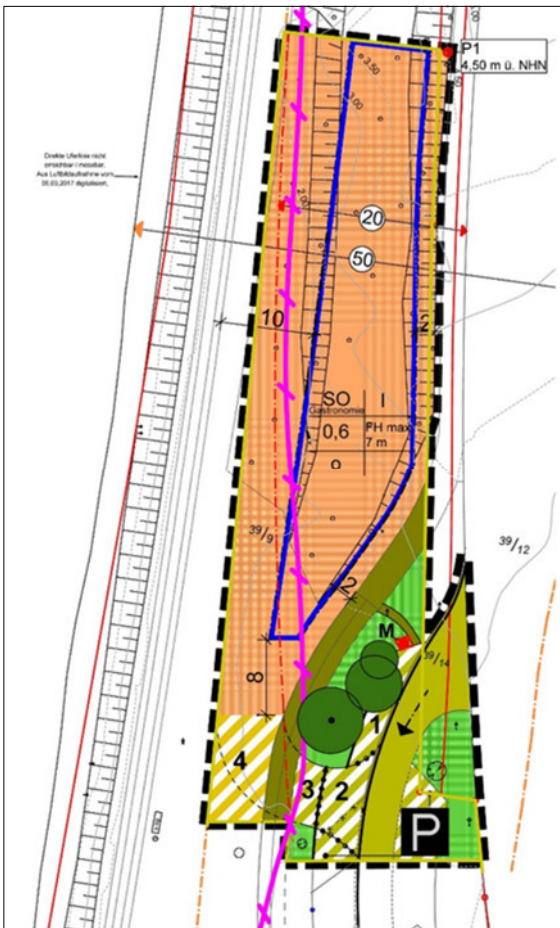 P1
4,50 m ü. NHN
3.50
3.00
Direkte Uferlinie nicht
einsehbar / messbar.
Aus Luftbildaufnahme vom
digitalisiert.
2.00
20
50
10
2
SO
I
Gastronomie
0,6
FH max
7 m
o
39/9
39/12
2
M
39/14
8
1
4
3
2
P